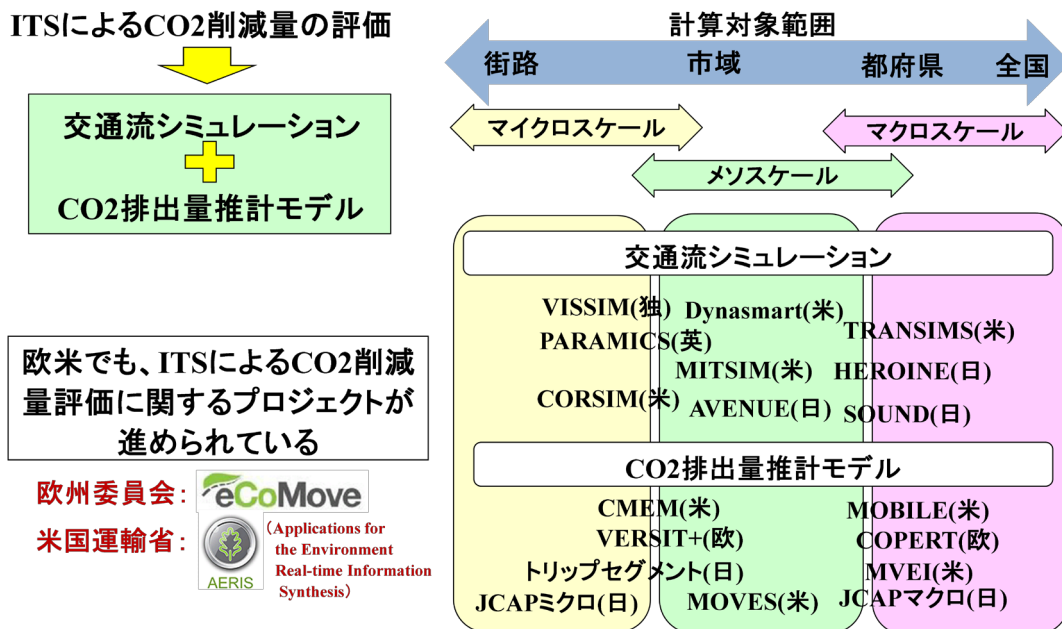 ITSによるCO2削減量の評価
交通流シミュレーション
CO2排出量推計モデル
欧米でも、ITSによるCO2削減
量評価に関するプロジェクトが
進められている
欧州委員会：
eCoMove
米国運輸省：
AERIS
（Applications for
the Environment
Real-time Information
Synthesis）
計算対象範囲
街路 市域 都府県 全国
マイクロスケール
マクロスケール
メソスケール
交通流シミュレーション
VISSIM(独)
PARAMICS(英)
CORSIM(米)
Dynasmart(米)
MITSIM(米)
AVENUE(日)
TRANSIMS(米)
HEROINE(日)
SOUND(日)
CO2排出量推計モデル
CMEM(米)
VERSIT+(欧)
トリップセグメント(日)
JCAPミクロ(日)
MOVES(米)
MOBILE(米)
COPERT(欧)
MVEI(米)
JCAPマクロ(日)